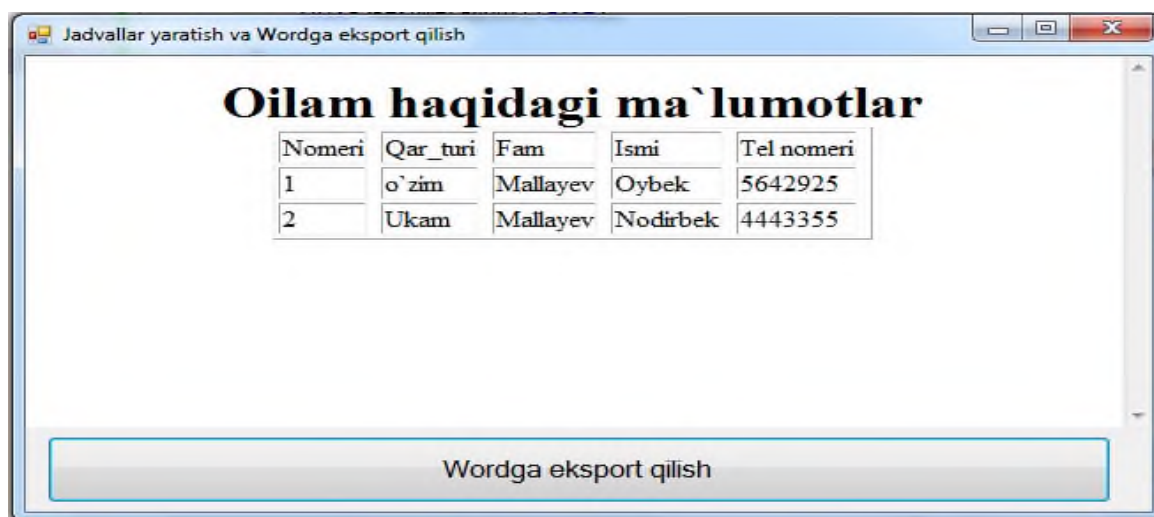 Jadvallar yaratish va Wordga eksport qilish
Oilam haqidagi ma`lumotlar
Nomeri Qar_turi Fam Ismi Tel nomeri
1 o`zim Mallayev Oybek 5642925
2 Ukam Mallayev Nodirbek 4443355
Wordga eksport qilish